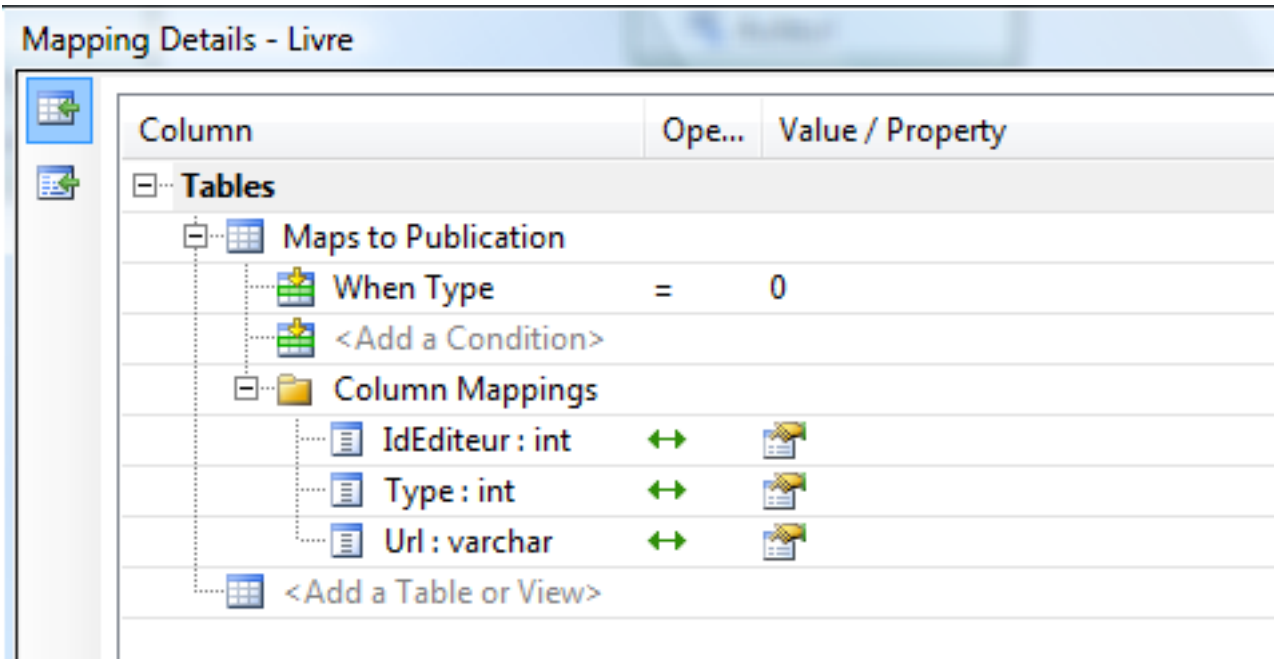 Mapping Details - Livre
Column Ope... Value / Property
Tables
Maps to Publication
When Type = 0
<Add a Condition>
Column Mappings
IdEditeur : int
Type : int
Url : varchar
<Add a Table or View>